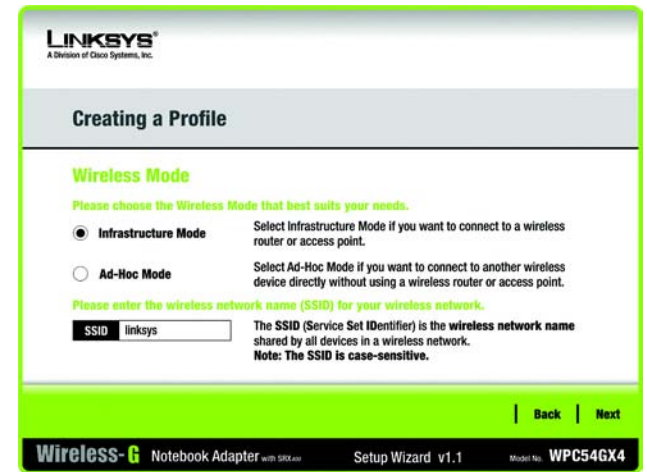 LINKSYS®
A Division of Cisco Systems, Inc.
Creating a Profile
Wireless Mode
Please choose the Wireless Mode that best suits your needs.
Infrastructure Mode
Select Infrastructure Mode if you want to connect to a wireless
router or access point.
Ad-Hoc Mode
Select Ad-Hoc Mode if you want to connect to another wireless
device directly without using a wireless router or access point.
Please enter the wireless network name (SSID) for your wireless network.
SSID linksys
The SSID (Service Set IDentifier) is the wireless network name
shared by all devices in a wireless network.
Note: The SSID is case-sensitive.
Back Next
Wireless-G Notebook Adapter with SRX400 Setup Wizard v1.1 Model No. WPC54GX4